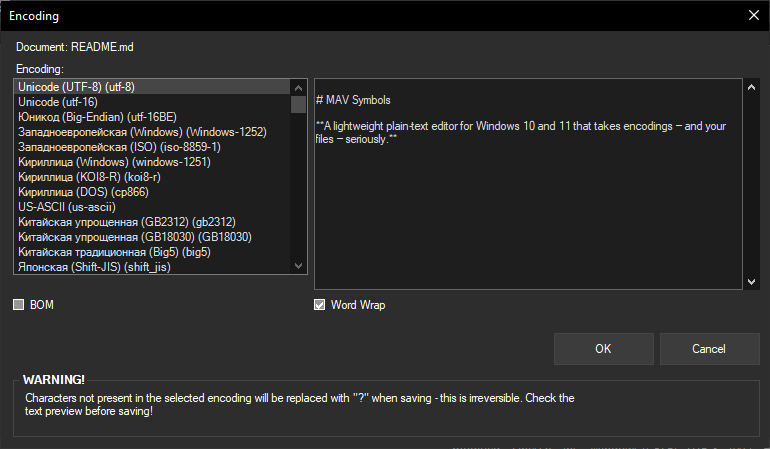 Encoding
Document: README.md
Encoding:
Unicode (UTF-8) (utf-8)
Unicode (utf-16)
Юникод (Big-Endian) (utf-16BE)
Западноевропейская (Windows) (Windows-1252)
Западноевропейская (ISO) (iso-8859-1)
Кириллица (Windows) (windows-1251)
Кириллица (KOI8-R) (koi8-r)
Кириллица (DOS) (cp866)
US-ASCII (us-ascii)
Китайская упрощенная (GB2312) (gb2312)
Китайская упрощенная (GB18030) (GB18030)
Китайская традиционная (Big5) (big5)
Японская (Shift-JIS) (shift_jis)
# MAV Symbols
**A lightweight plain-text editor for Windows 10 and 11 that takes encodings – and your
files – seriously.**
BOM
Word Wrap
OK
Cancel
WARNING!
Characters not present in the selected encoding will be replaced with "?" when saving - this is irreversible. Check the
text preview before saving!